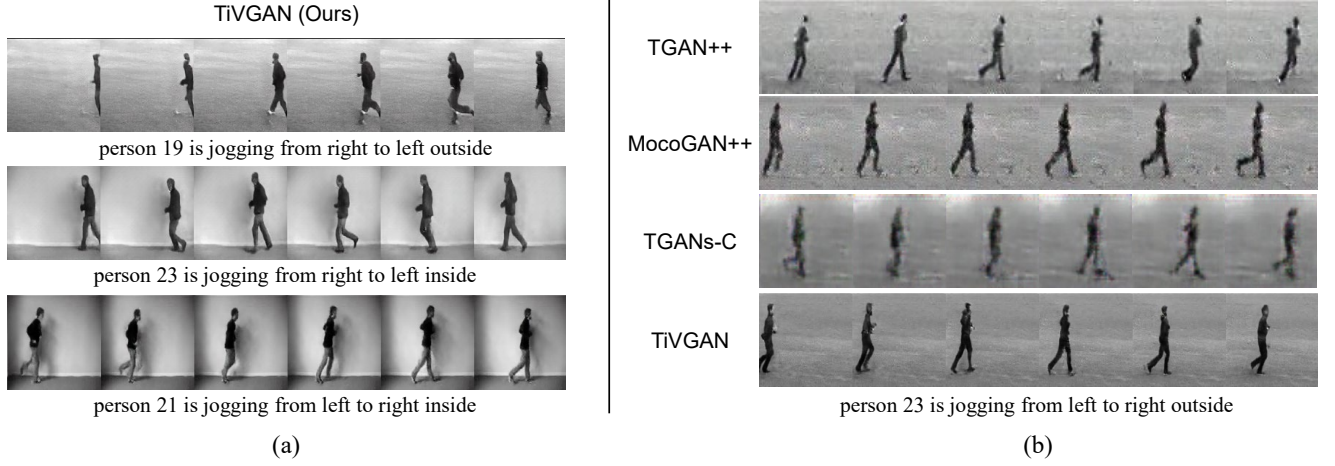 TiVGAN (Ours)
person 19 is jogging from right to left outside
person 23 is jogging from right to left inside
person 21 is jogging from left to right inside
(a)
TGAN++
MocoGAN++
TGANs-C
TiVGAN
person 23 is jogging from left to right outside
(b)